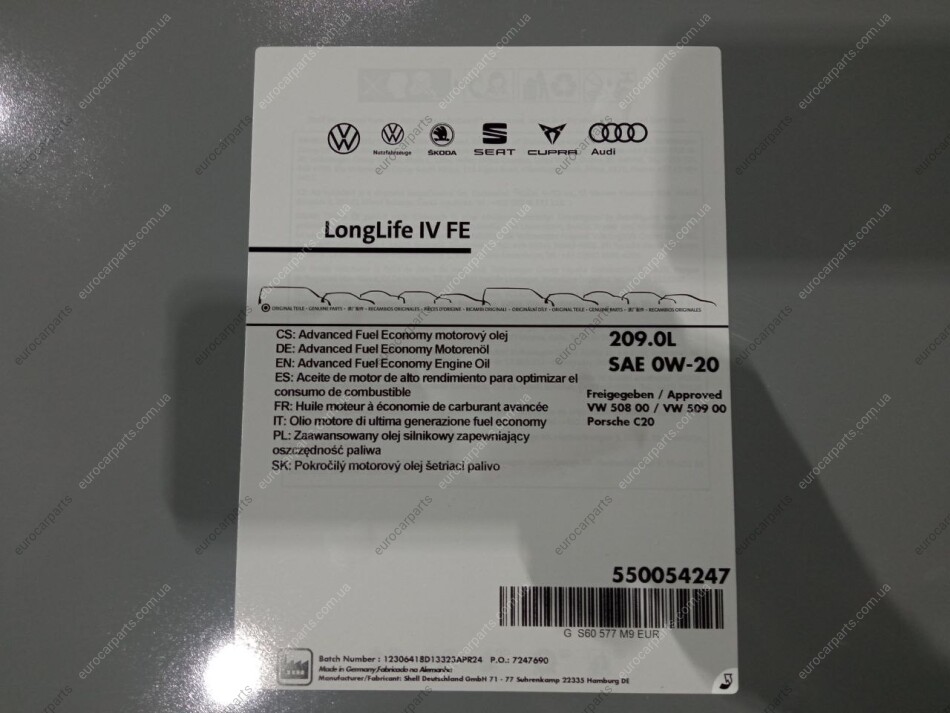 Nutzfahrzeuge ŠKODA SEAT CUPRA Audi
LongLife IV FE
CS: Advanced Fuel Economy motorový olej
DE: Advanced Fuel Economy Motorenöl
EN: Advanced Fuel Economy Engine Oil
ES: Aceite de motor de alto rendimiento para optimizar el
consumo de combustible
FR: Huile moteur à économie de carburant avancée
IT: Olio motore di ultima generazione fuel economy
PL: Zaawansowany olej silnikowy zapewniający
oszczędność paliwa
SK: Pokročilý motorový olej šetriaci palivo
209.0L
SAE 0W-20
Freigegeben / Approved
VW 508 00 / VW 509 00
Porsche C20
550054247
G S60 577 M9 EUR
Batch Number : 12306418D13323APR24 P.O.: 7247690
Made in Germany/Fabricado na Alemanha
Manufacturer/Fabricant: Shell Deutschland GmbH 71 - 77 Suhrenkamp 22335 Hamburg DE
eurocarparts.com.ua